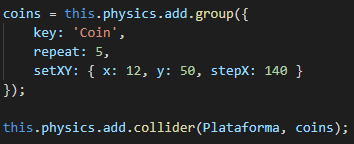 coins = this.physics.add.group({
    key: 'Coin',
    repeat: 5,
    setXY: { x: 12, y: 50, stepX: 140 }
});

this.physics.add.collider(Plataforma, coins);